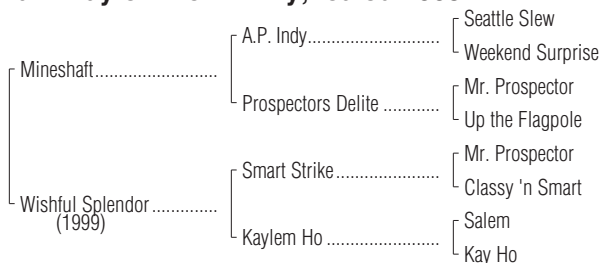 Seattle Slew
A.P. Indy
Weekend Surprise
Mineshaft
Mr. Prospector
Prospectors Delite
Up the Flagpole
Mr. Prospector
Smart Strike
Classy 'n Smart
Wishful Splendor
(1999)
Salem
Kaylem Ho
Kay Ho